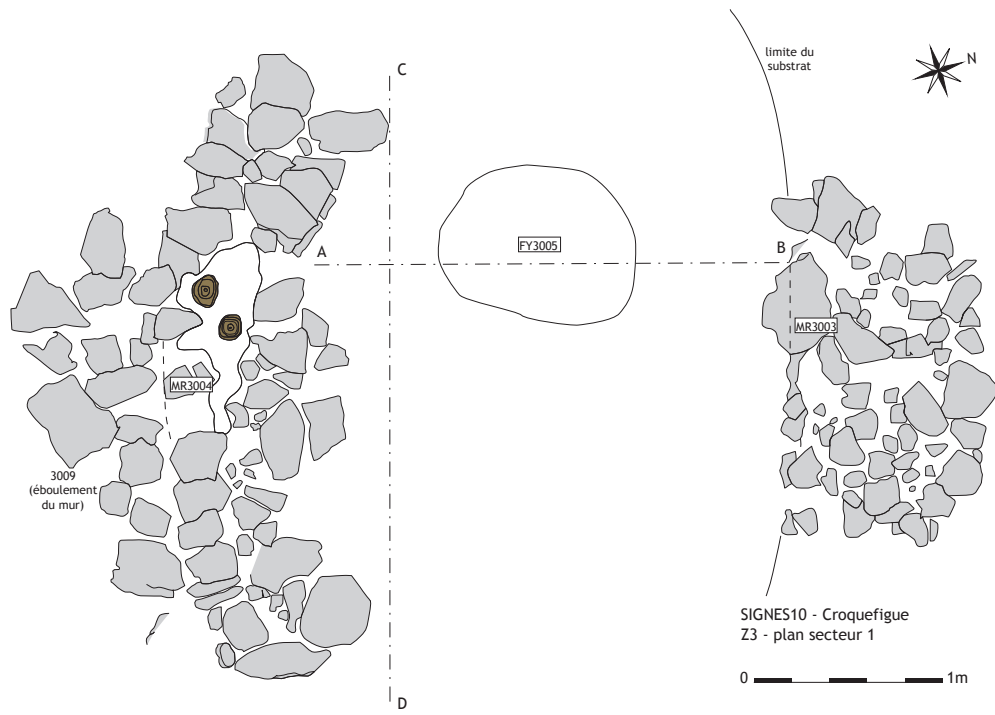 C
limite du
substrat
N
A
FY3005
B
MR3003
MR3004
3009
(éboulement
du mur)
SIGNES10 - Croquefigue
Z3 - plan secteur 1
0 1m
D